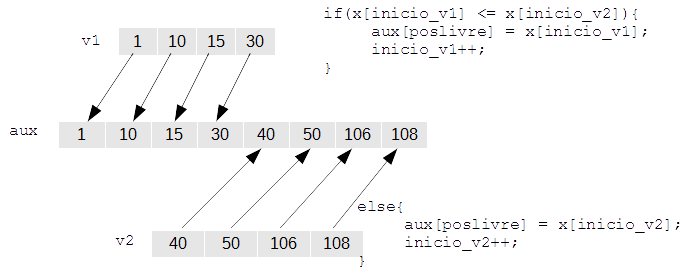 if(x[inicio_v1] <= x[inicio_v2]){
aux[poslivre] = x[inicio_v1];
inicio_v1++;
}
v1 1 10 15 30
aux 1 10 15 30 40 50 106 108
else{
aux[poslivre] = x[inicio_v2];
inicio_v2++;
}
v2 40 50 106 108